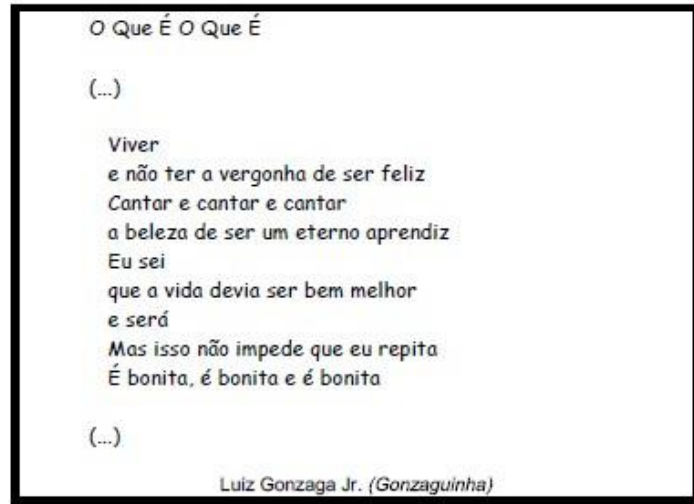 O Que É O Que É
(...)
Viver
e não ter a vergonha de ser feliz
Cantar e cantar e cantar
a beleza de ser um eterno aprendiz
Eu sei
que a vida devia ser bem melhor
e será
Mas isso não impede que eu repita
É bonita, é bonita e é bonita
(...)
Luiz Gonzaga Jr. (Gonzaguinha)